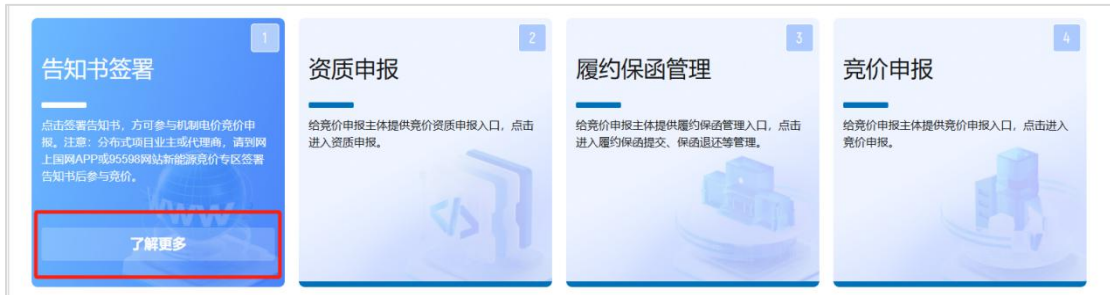 1
告知书签署
点击签署告知书，方可参与机制电价竞价申
报。注意：分布式项目业主或代理商，请到网
上国网APP或95598网站新能源竞价专区签署
告知书后参与竞价。
WWW
了解更多
2
资质申报
给竞价申报主体提供竞价资质申报入口，点击
进入资质申报。
3
履约保函管理
给竞价申报主体提供履约保函管理入口，点击
进入履约保函提交、保函退还等管理。
4
竞价申报
给竞价申报主体提供竞价申报入口，点击进入
竞价申报。